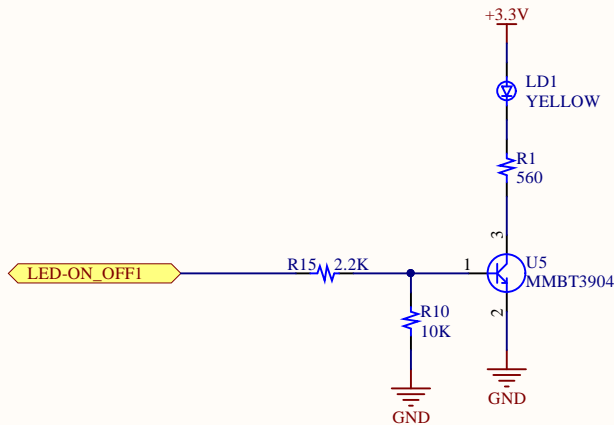 +3.3V
LD1
YELLOW
R1
560
3
LED-ON_OFF1
R15
2.2K
1
U5
MMBT3904
2
R10
10K
GND
GND